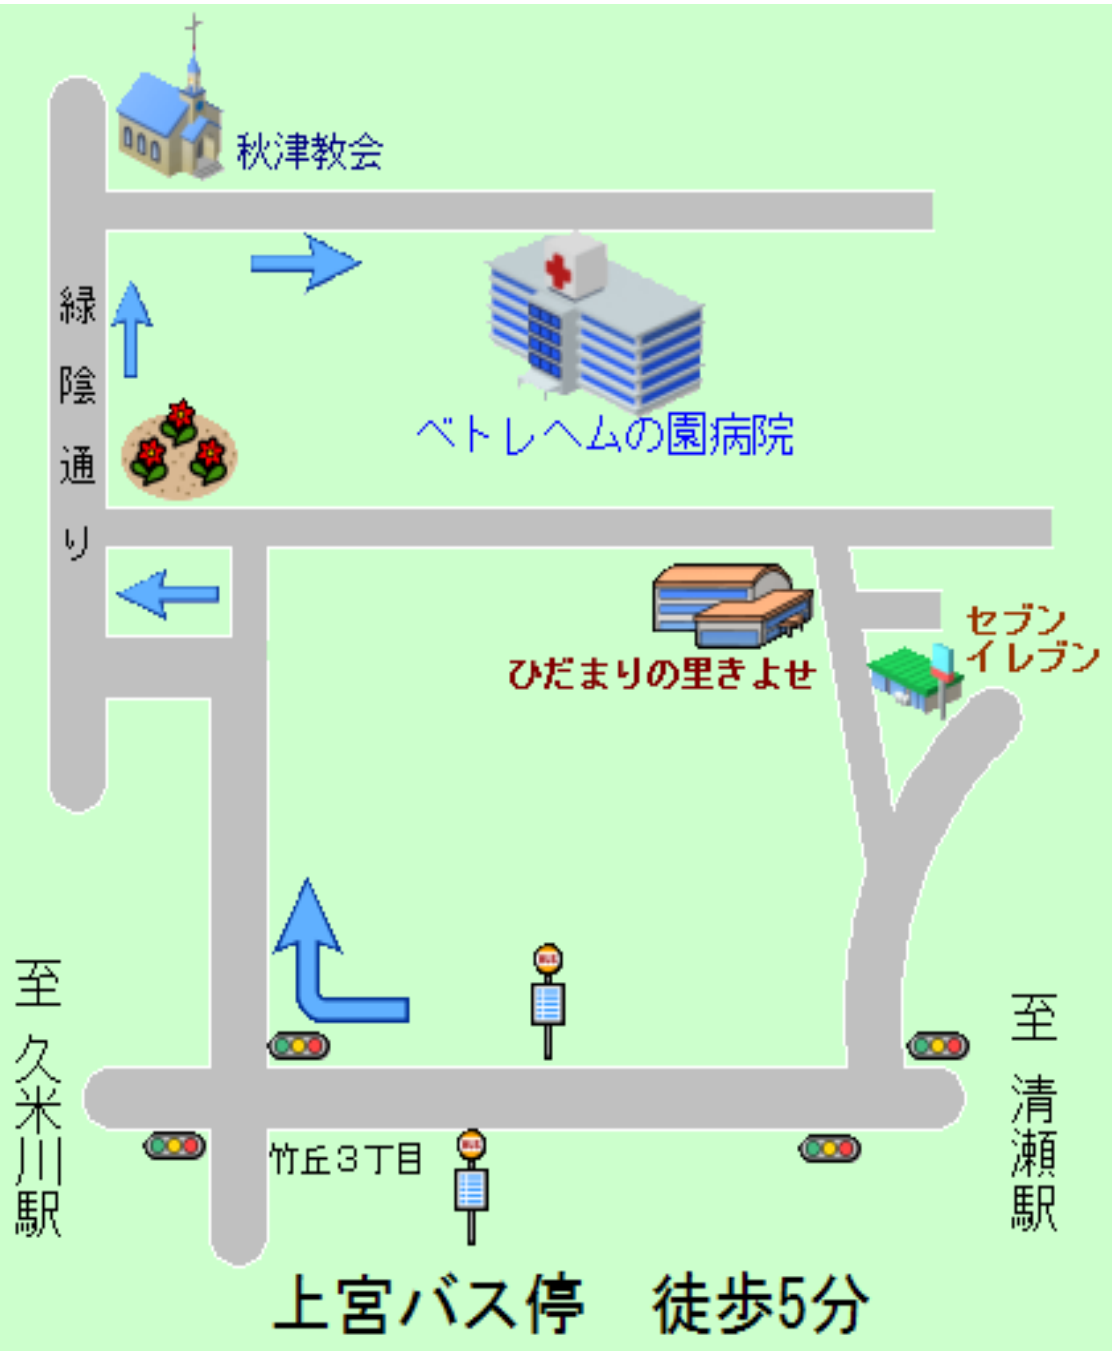 秋津教会
緑陰通り
ベトレヘムの園病院
セブン
イレブン
ひだまりの里きよせ
至 久米川駅
至 清瀬駅
BUS
竹丘3丁目
BUS
上宮バス停 徒歩5分